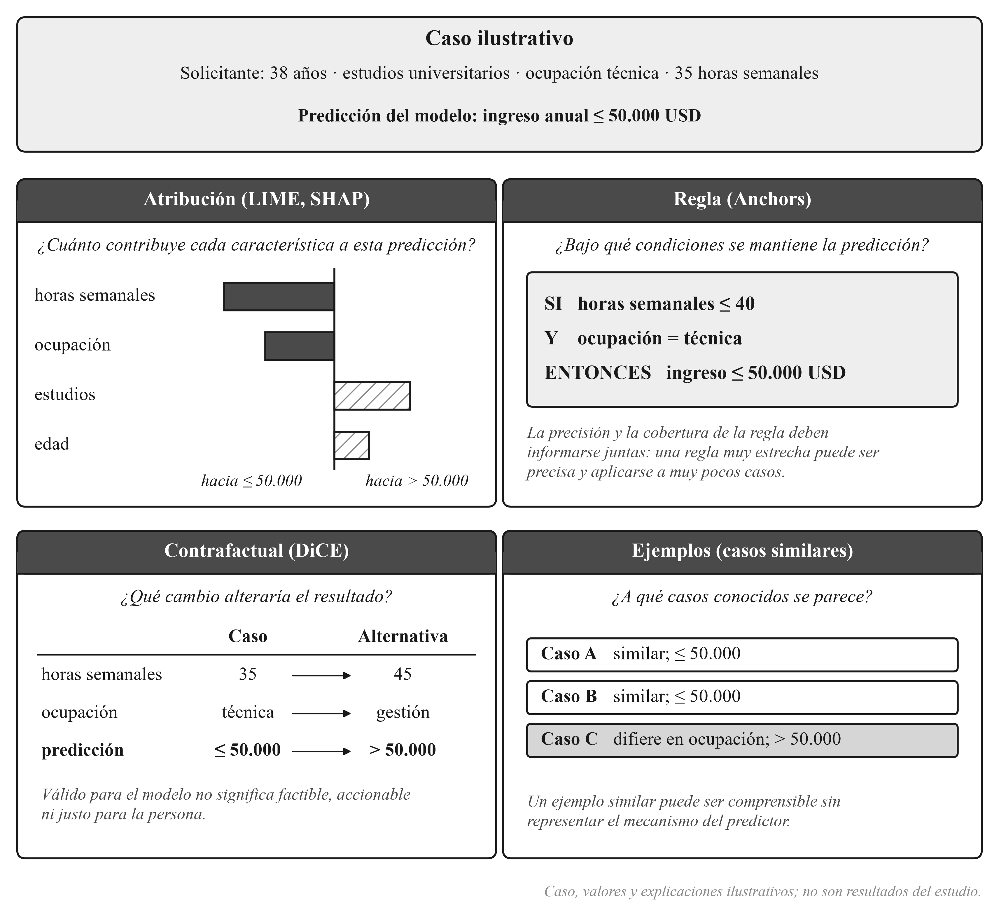 Caso ilustrativo
Solicitante: 38 años · estudios universitarios · ocupación técnica · 35 horas semanales
Predicción del modelo: ingreso anual ≤ 50.000 USD
Atribución (LIME, SHAP)
¿Cuánto contribuye cada característica a esta predicción?
horas semanales
ocupación
estudios
edad
hacia ≤ 50.000 hacia > 50.000
Regla (Anchors)
¿Bajo qué condiciones se mantiene la predicción?
SI horas semanales ≤ 40
Y ocupación = técnica
ENTONCES ingreso ≤ 50.000 USD
La precisión y la cobertura de la regla deben
informarse juntas: una regla muy estrecha puede ser
precisa y aplicarse a muy pocos casos.
Contrafactual (DiCE)
¿Qué cambio alteraría el resultado?
Caso Alternativa
horas semanales 35 45
ocupación técnica gestión
predicción ≤ 50.000 > 50.000
Válido para el modelo no significa factible, accionable
ni justo para la persona.
Ejemplos (casos similares)
¿A qué casos conocidos se parece?
Caso A similar; ≤ 50.000
Caso B similar; ≤ 50.000
Caso C difiere en ocupación; > 50.000
Un ejemplo similar puede ser comprensible sin
representar el mecanismo del predictor.
Caso, valores y explicaciones ilustrativos; no son resultados del estudio.